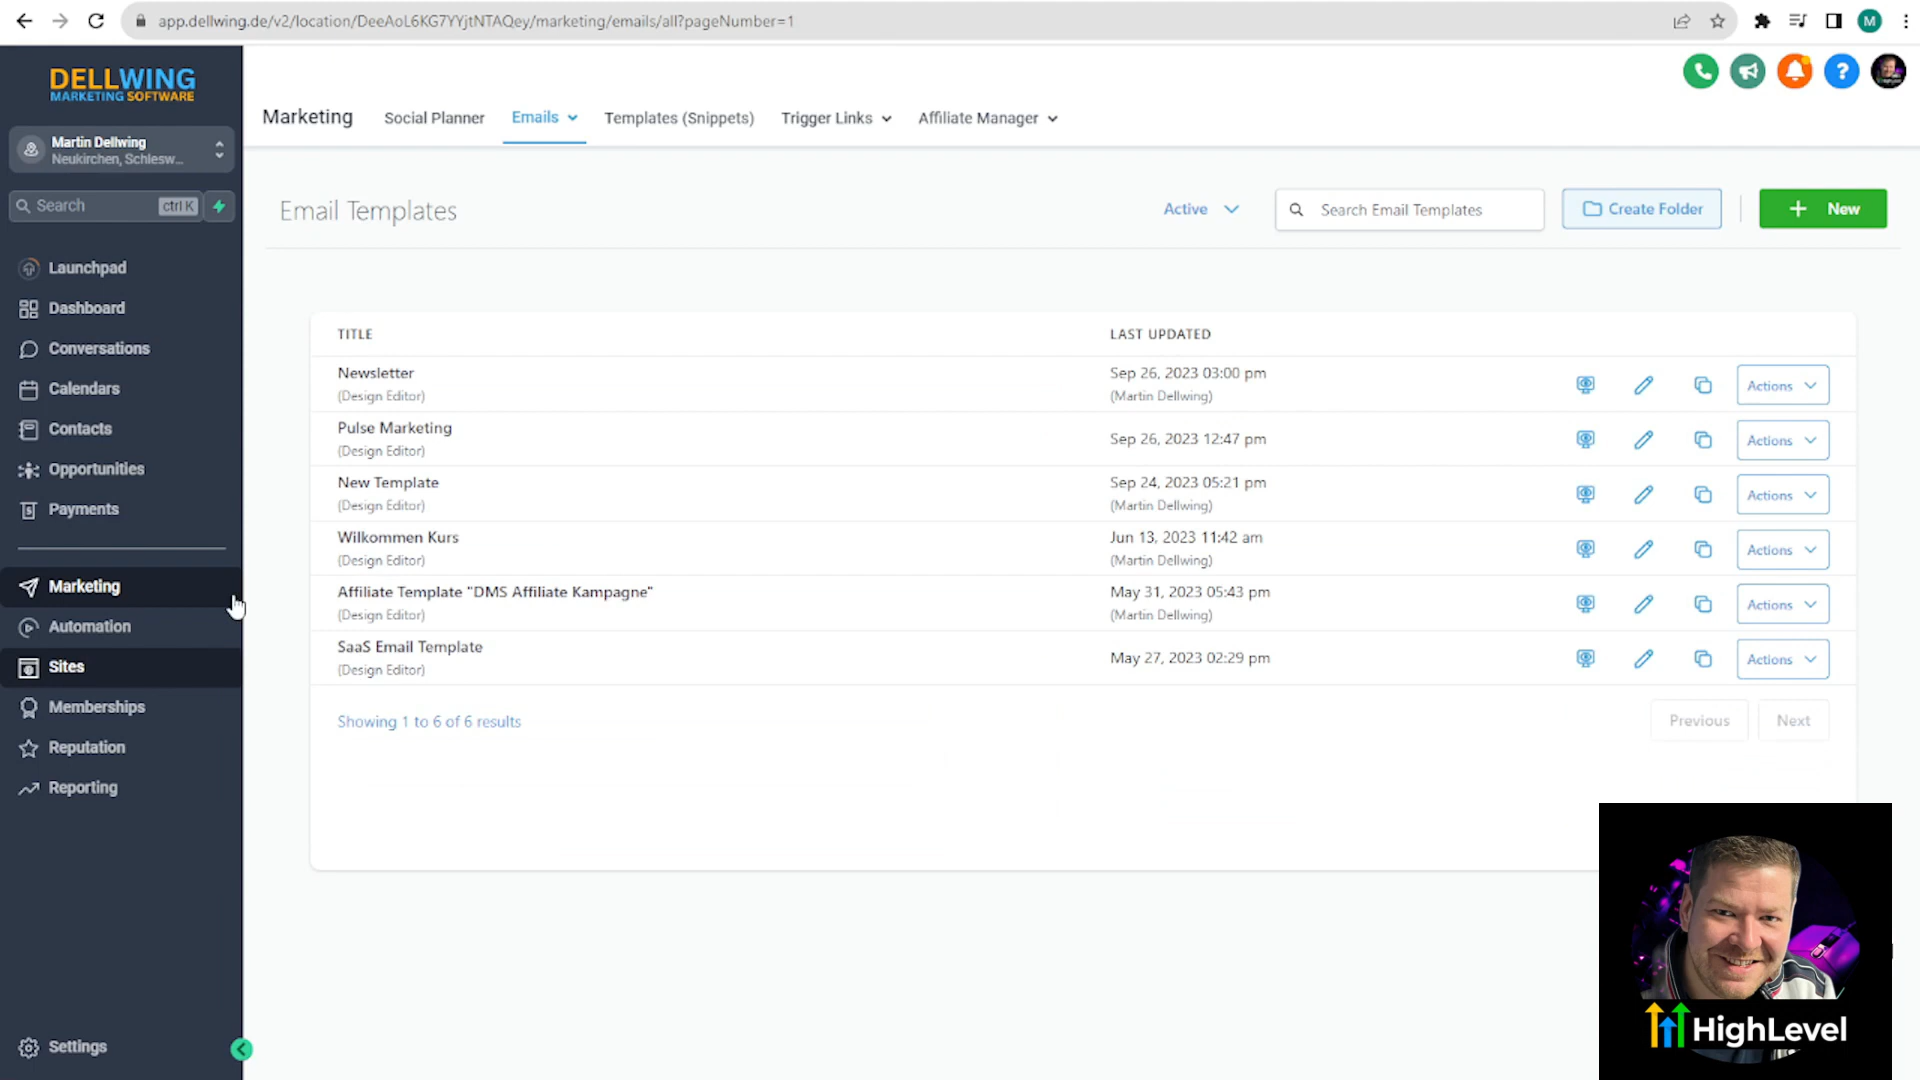 app.dellwing.de/v2/location/DeeAoL6KG7YYjtNTAQey/marketing/emails/all?pageNumber=1
M
DELLWING
MARKETING SOFTWARE
Martin Dellwing
Neukirchen, Schlesw...
Search ctrl K
Launchpad
Dashboard
Conversations
Calendars
Contacts
Opportunities
Payments
Marketing
Automation
Sites
Memberships
Reputation
Reporting
Settings
Marketing Social Planner Emails Templates (Snippets) Trigger Links Affiliate Manager
?
Email Templates Active Search Email Templates Create Folder + New
TITLE LAST UPDATED
Newsletter Sep 26, 2023 03:00 pm
(Design Editor) (Martin Dellwing) Actions
Pulse Marketing Sep 26, 2023 12:47 pm
(Design Editor) Actions
New Template Sep 24, 2023 05:21 pm
(Design Editor) (Martin Dellwing) Actions
Wilkommen Kurs Jun 13, 2023 11:42 am
(Design Editor) (Martin Dellwing) Actions
Affiliate Template "DMS Affiliate Kampagne" May 31, 2023 05:43 pm
(Design Editor) (Martin Dellwing) Actions
SaaS Email Template May 27, 2023 02:29 pm
(Design Editor) Actions
Showing 1 to 6 of 6 results Previous Next
HighLevel